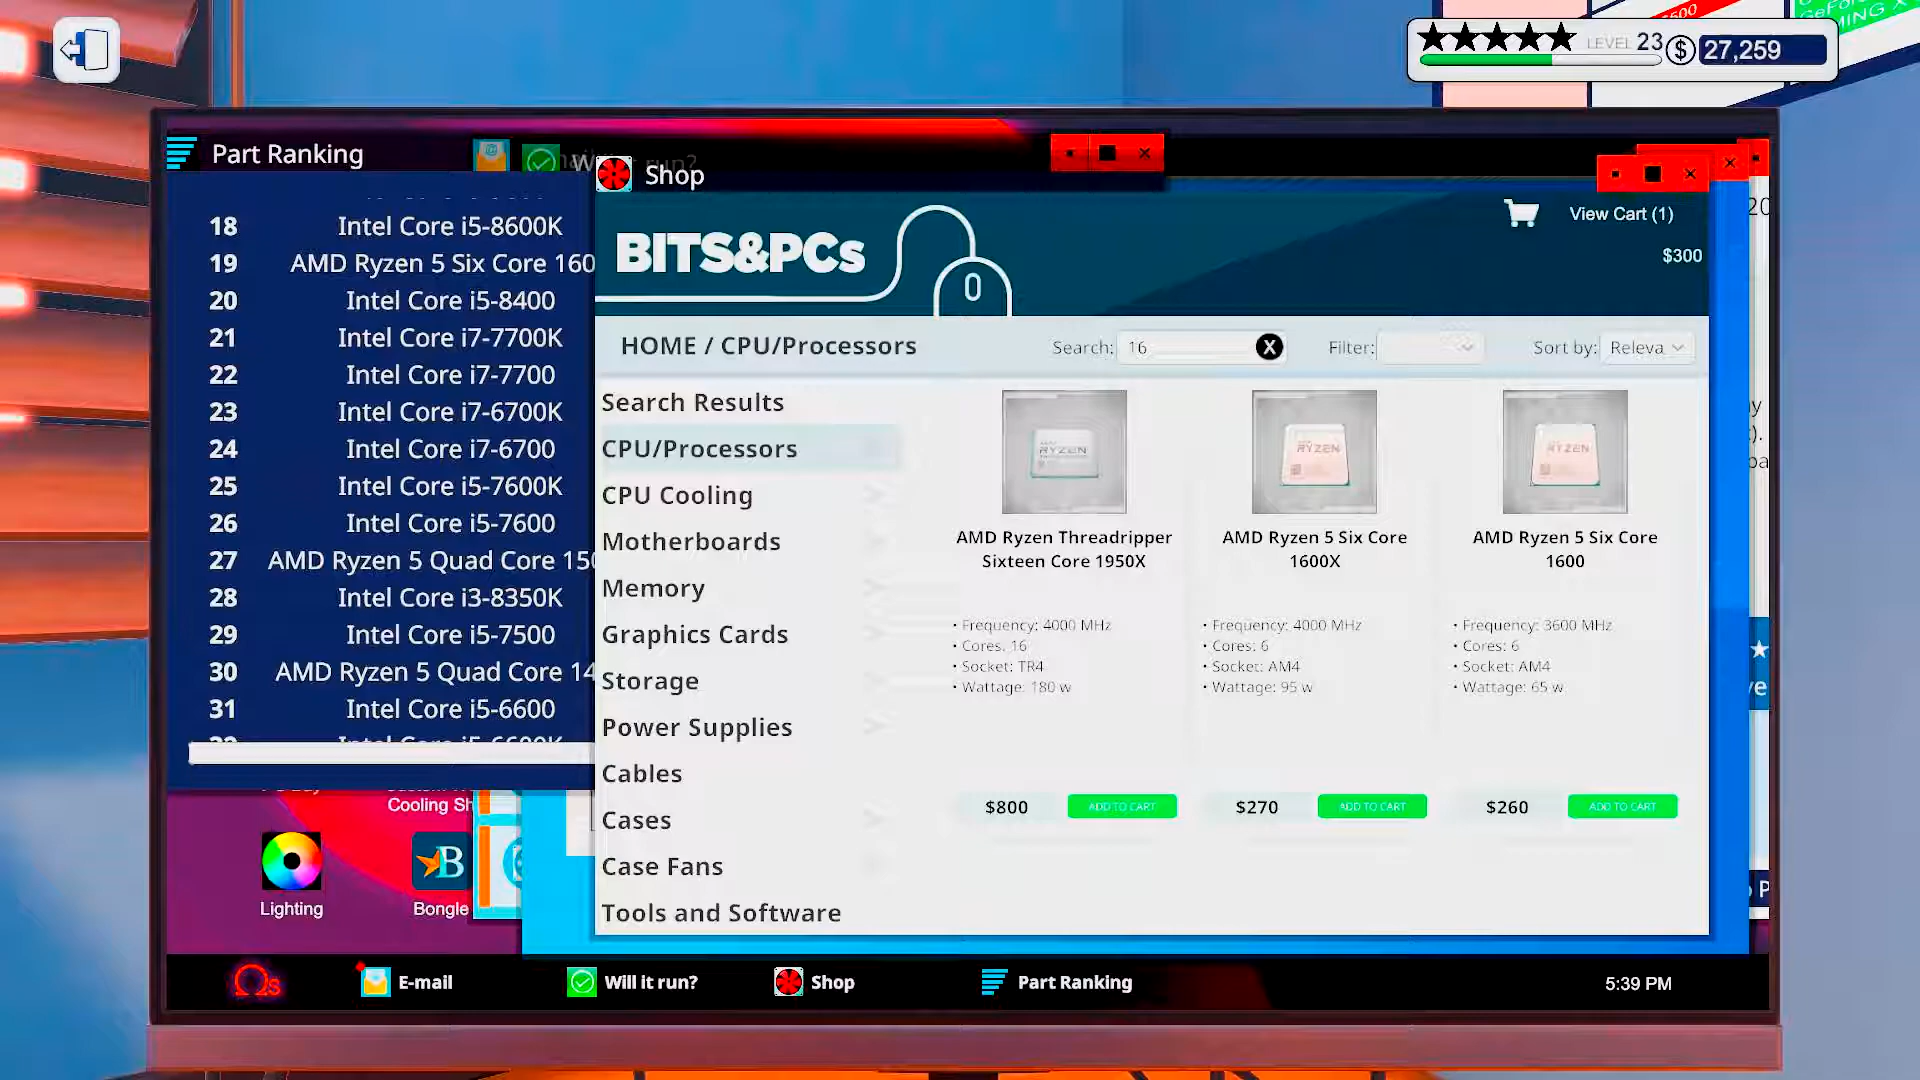 LEVEL 23
$ 27,259
Part Ranking
Shop
18 Intel Core i5-8600K
19 AMD Ryzen 5 Six Core 160
20 Intel Core i5-8400
21 Intel Core i7-7700K
22 Intel Core i7-7700
23 Intel Core i7-6700K
24 Intel Core i7-6700
25 Intel Core i5-7600K
26 Intel Core i5-7600
27 AMD Ryzen 5 Quad Core 150
28 Intel Core i3-8350K
29 Intel Core i5-7500
30 AMD Ryzen 5 Quad Core 14
31 Intel Core i5-6600
BITS&PCs
View Cart (1)
$300
HOME / CPU/Processors
Search: 16 X
Filter:
Sort by: Releva
Search Results
CPU/Processors
CPU Cooling
Motherboards
Memory
Graphics Cards
Storage
Power Supplies
Cables
Cases
Case Fans
Tools and Software
RYZEN
AMD Ryzen Threadripper
Sixteen Core 1950X
• Frequency: 4000 MHz
• Cores: 16
• Socket: TR4
• Wattage: 180 w
$800 ADD TO CART
RYZEN
AMD Ryzen 5 Six Core
1600X
• Frequency: 4000 MHz
• Cores: 6
• Socket: AM4
• Wattage: 95 w
$270 ADD TO CART
RYZEN
AMD Ryzen 5 Six Core
1600
• Frequency: 3600 MHz
• Cores: 6
• Socket: AM4
• Wattage: 65 w
$260 ADD TO CART
Cooling Sh
Lighting
Bongle
E-mail
Will it run?
Shop
Part Ranking
5:39 PM